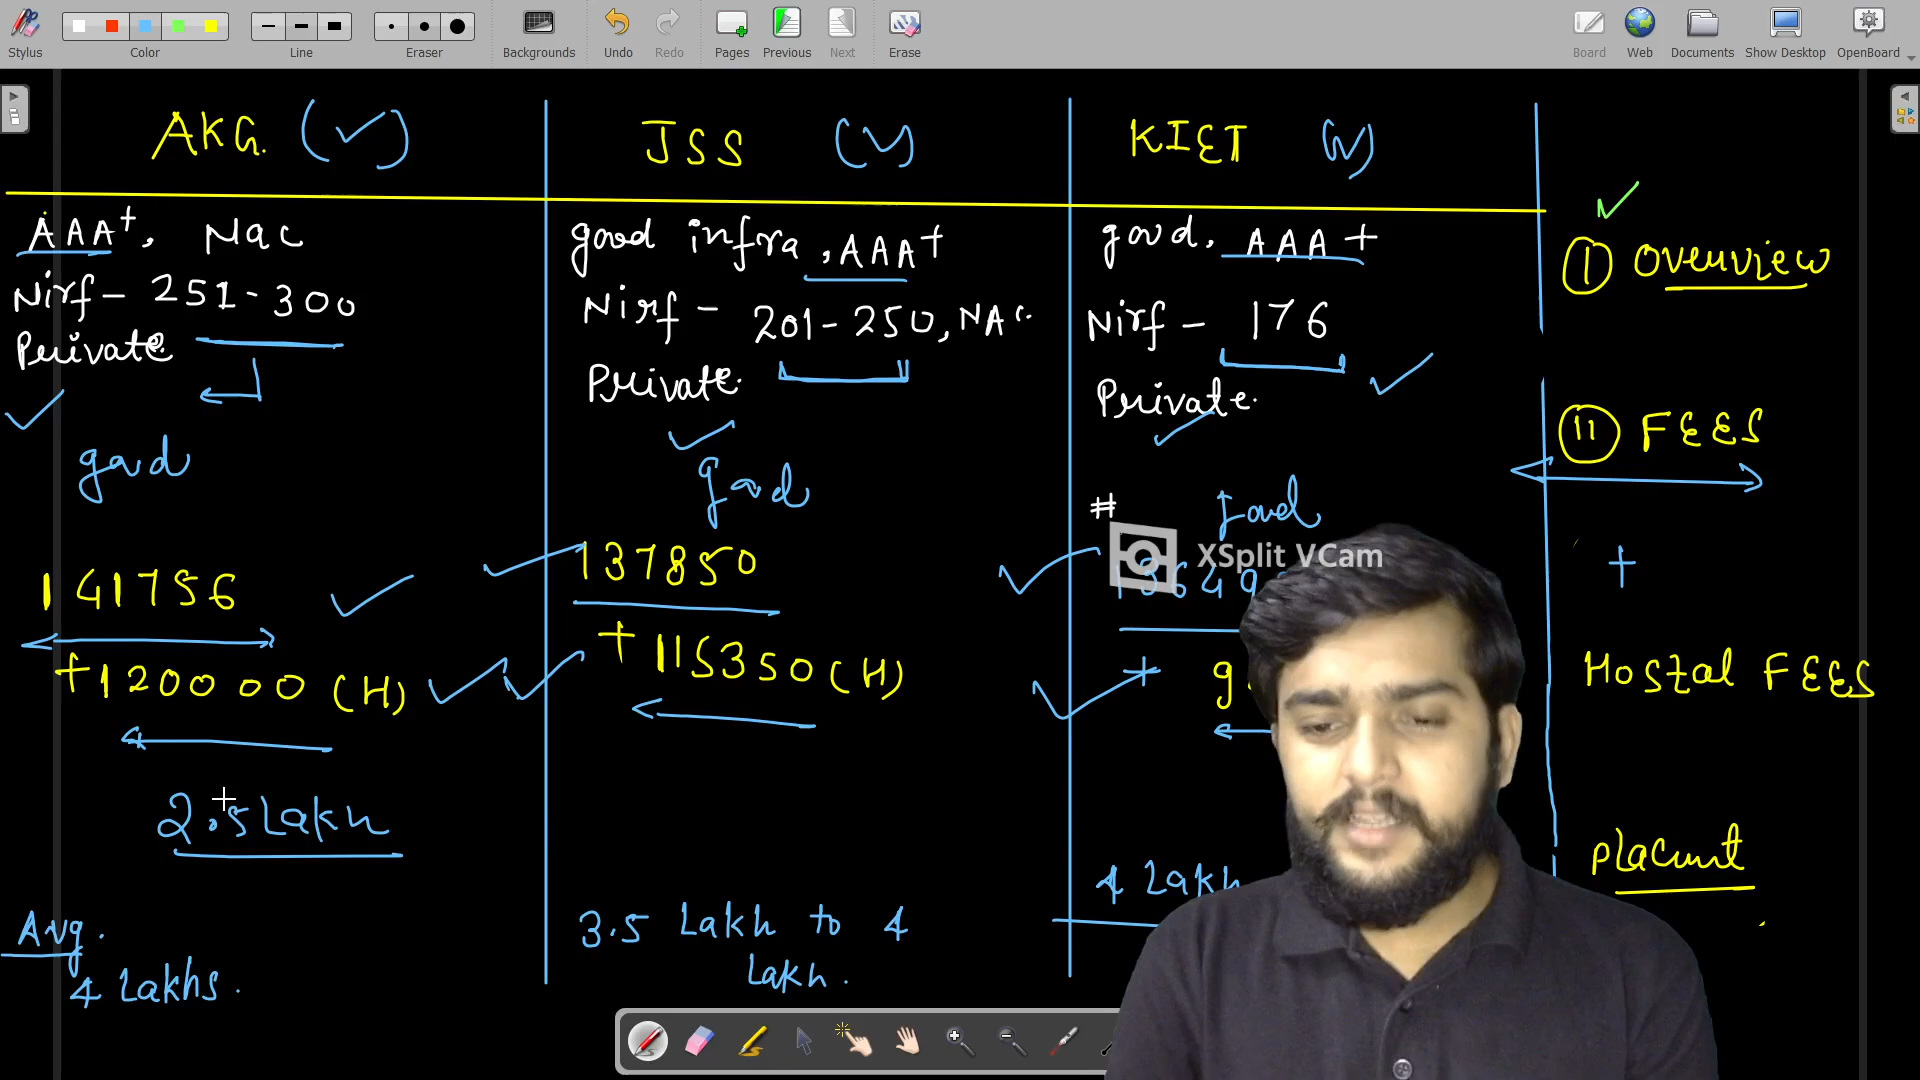 Stylus
Color
Line
Eraser
Backgrounds
Undo
Redo
Pages
Previous
Next
Erase
Board
Web
Documents
Show Desktop
OpenBoard
AKG.
AAA+, Nac
Nirf - 251-300
Private
good
141756
+120000 (H)
2.5 Lakh
Avg.
4 Lakhs.
JSS
good infra, AAA+
Nirf - 201-250, NAC.
Private.
good
137850
+ 115350 (H)
3.5 Lakh to 4
Lakh.
KIET
good. AAA+
Nirf - 176
Private.
#
good
XSplit VCam
+
4 Lakh
I Overview
II FEES
+
Hostal FEES